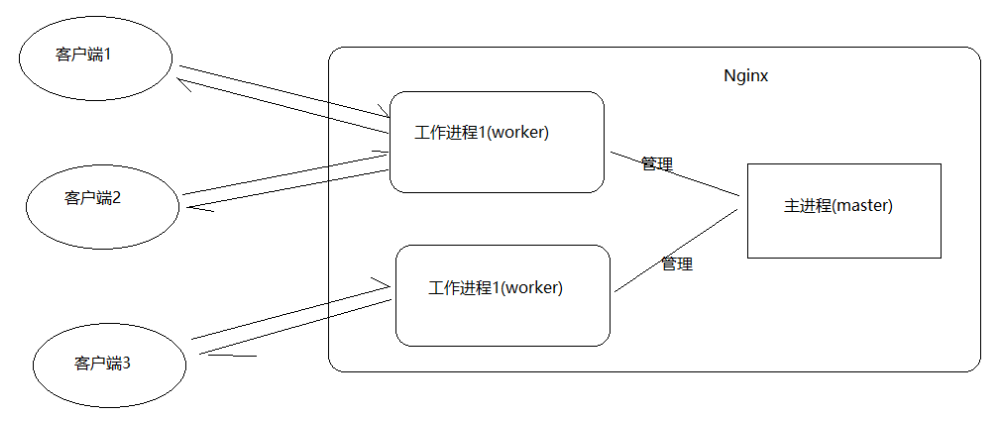 客户端1
Nginx
工作进程1(worker)
管理
客户端2
主进程(master)
管理
工作进程1(worker)
客户端3